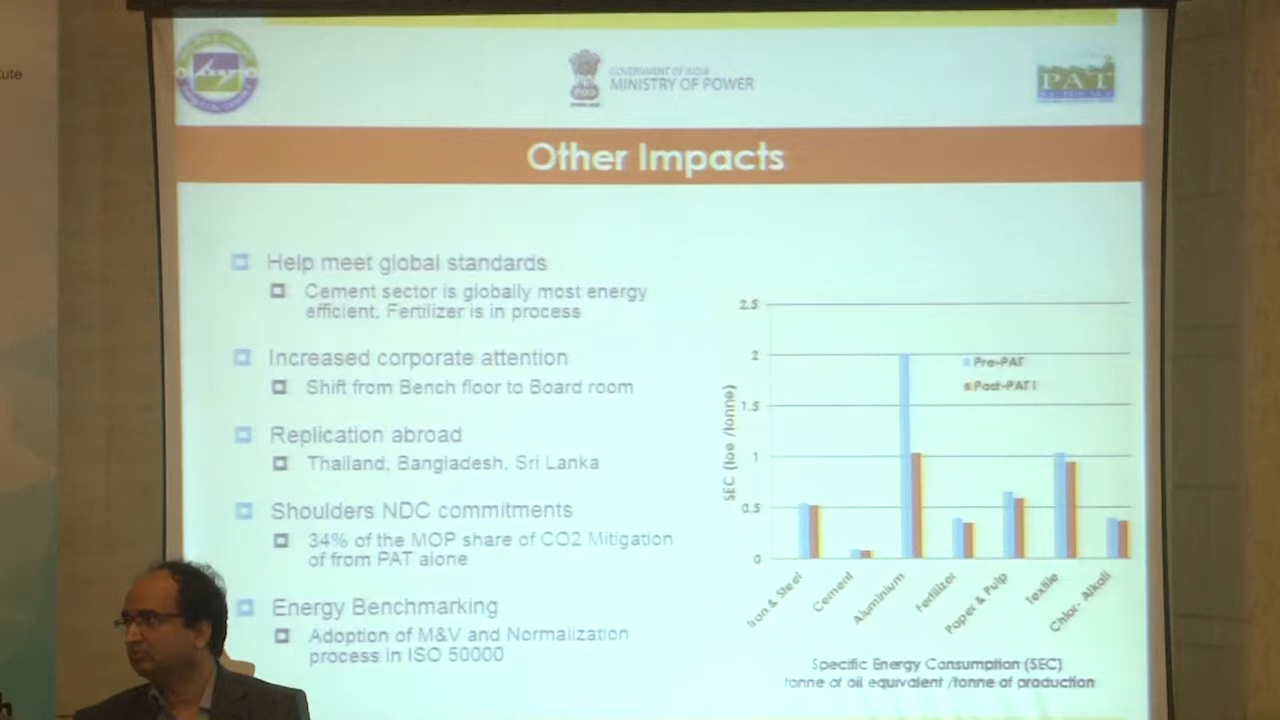 GOVERNMENT OF INDIA
MINISTRY OF POWER
PAT
Other Impacts
Help meet global standards
Cement sector is globally most energy
efficient, Fertilizer is in process
Increased corporate attention
Shift from Bench floor to Board room
Replication abroad
Thailand, Bangladesh, Sri Lanka
Shoulders NDC commitments
34% of the MOP share of CO2 Mitigation
of from PAT alone
Energy Benchmarking
Adoption of M&V and Normalization
process in ISO 50000
2.5
2
1.5
1
0.5
0
SEC (toe /tonne)
Pre-PAT
Post-PAT I
Iron & Steel
Cement
Aluminium
Fertilizer
Paper & Pulp
Textile
Chlor- Alkali
Specific Energy Consumption (SEC)
tonne of oil equivalent /tonne of production